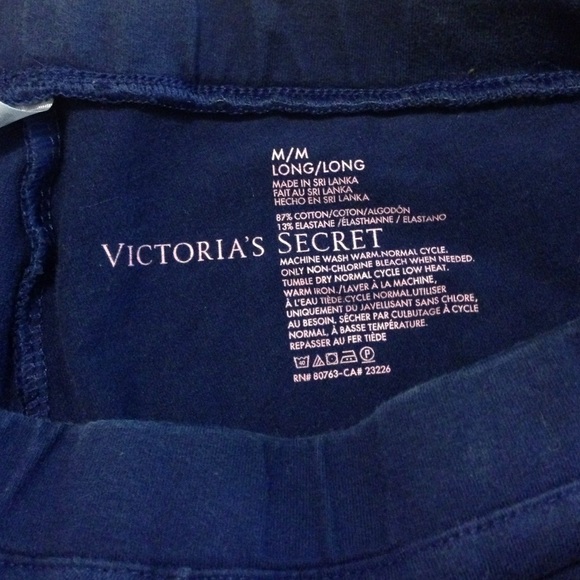 M/M
LONG/LONG
MADE IN SRI LANKA
FAIT AU SRI LANKA
HECHO EN SRI LANKA
87% COTTON/COTON/ALGODÓN
13% ELASTANE/ÉLASTHANNE/ELASTANO
VICTORIA'S SECRET
MACHINE WASH WARM.NORMAL CYCLE.
ONLY NON-CHLORINE BLEACH WHEN NEEDED.
TUMBLE DRY NORMAL CYCLE LOW HEAT.
WARM IRON./LAVER À LA MACHINE,
À L'EAU TIÈDE.CYCLE NORMAL.UTILISER
UNIQUEMENT DU JAVELLISANT SANS CHLORE,
AU BESOIN. SÉCHER PAR CULBUTAGE À CYCLE
NORMAL, À BASSE TEMPÉRATURE.
REPASSER AU FER TIÈDE
RN# 80763-CA# 23226